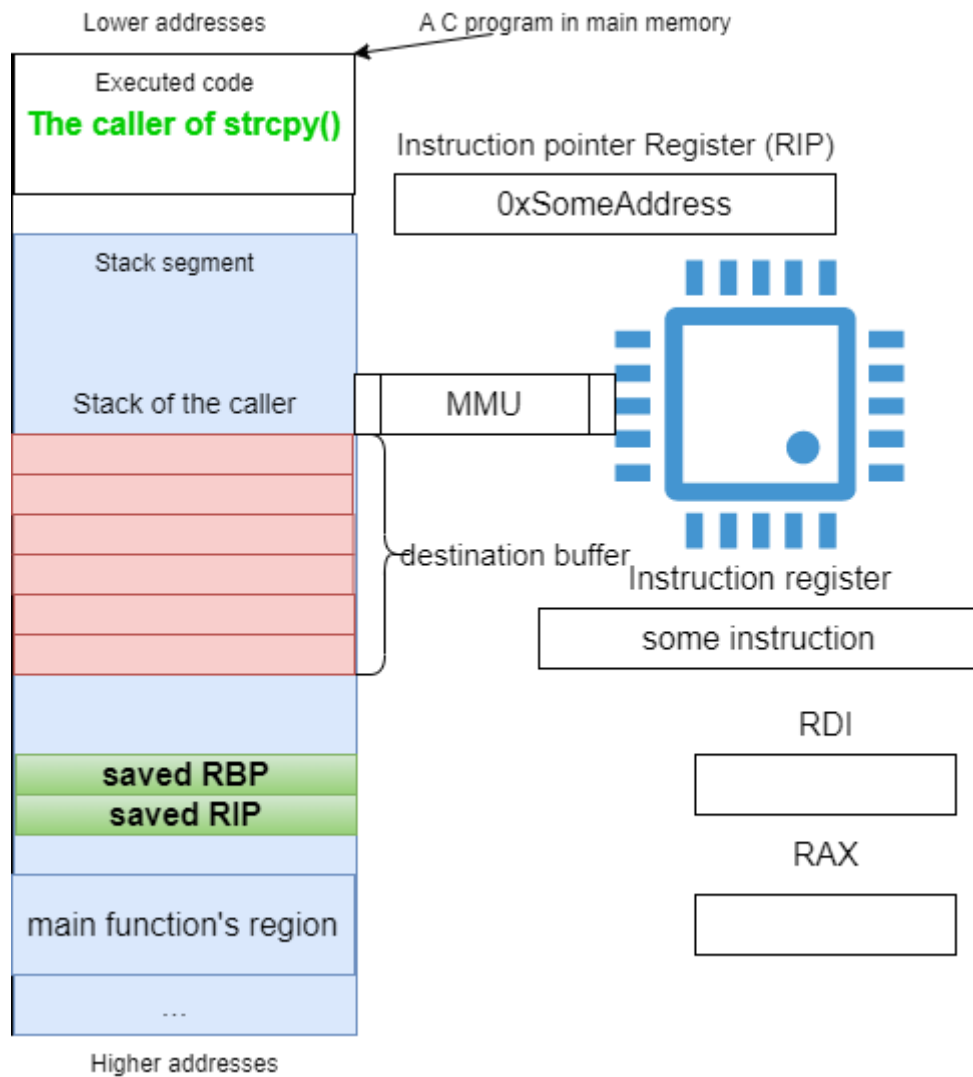 Lower addresses
A C program in main memory
Executed code
The caller of strcpy()
Instruction pointer Register (RIP)
0xSomeAddress
Stack segment
Stack of the caller
MMU
destination buffer
Instruction register
some instruction
RDI
saved RBP
saved RIP
RAX
main function's region
...
Higher addresses